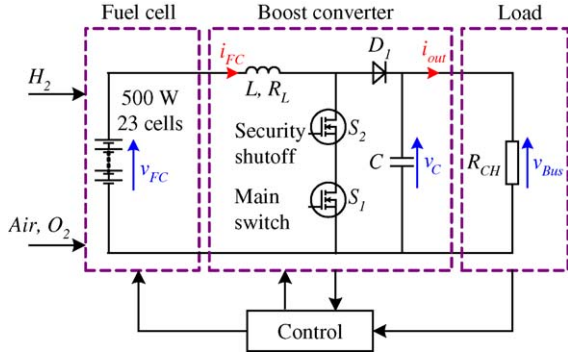 Fuel cell
Boost converter
Load
H2
Air, O2
500 W
23 cells
vFC
iFC
L, RL
D1
iout
Security
shutoff
S2
Main
switch
S1
C
vC
RCH
vBus
Control